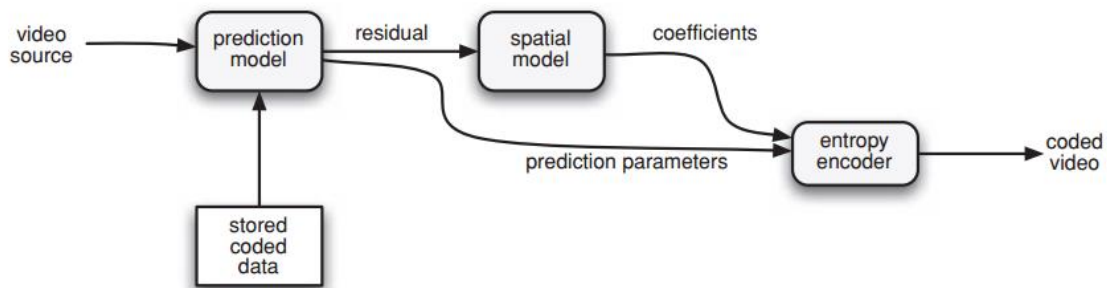 video
source
prediction
model
residual
spatial
model
coefficients
prediction parameters
entropy
encoder
coded
video
stored
coded
data